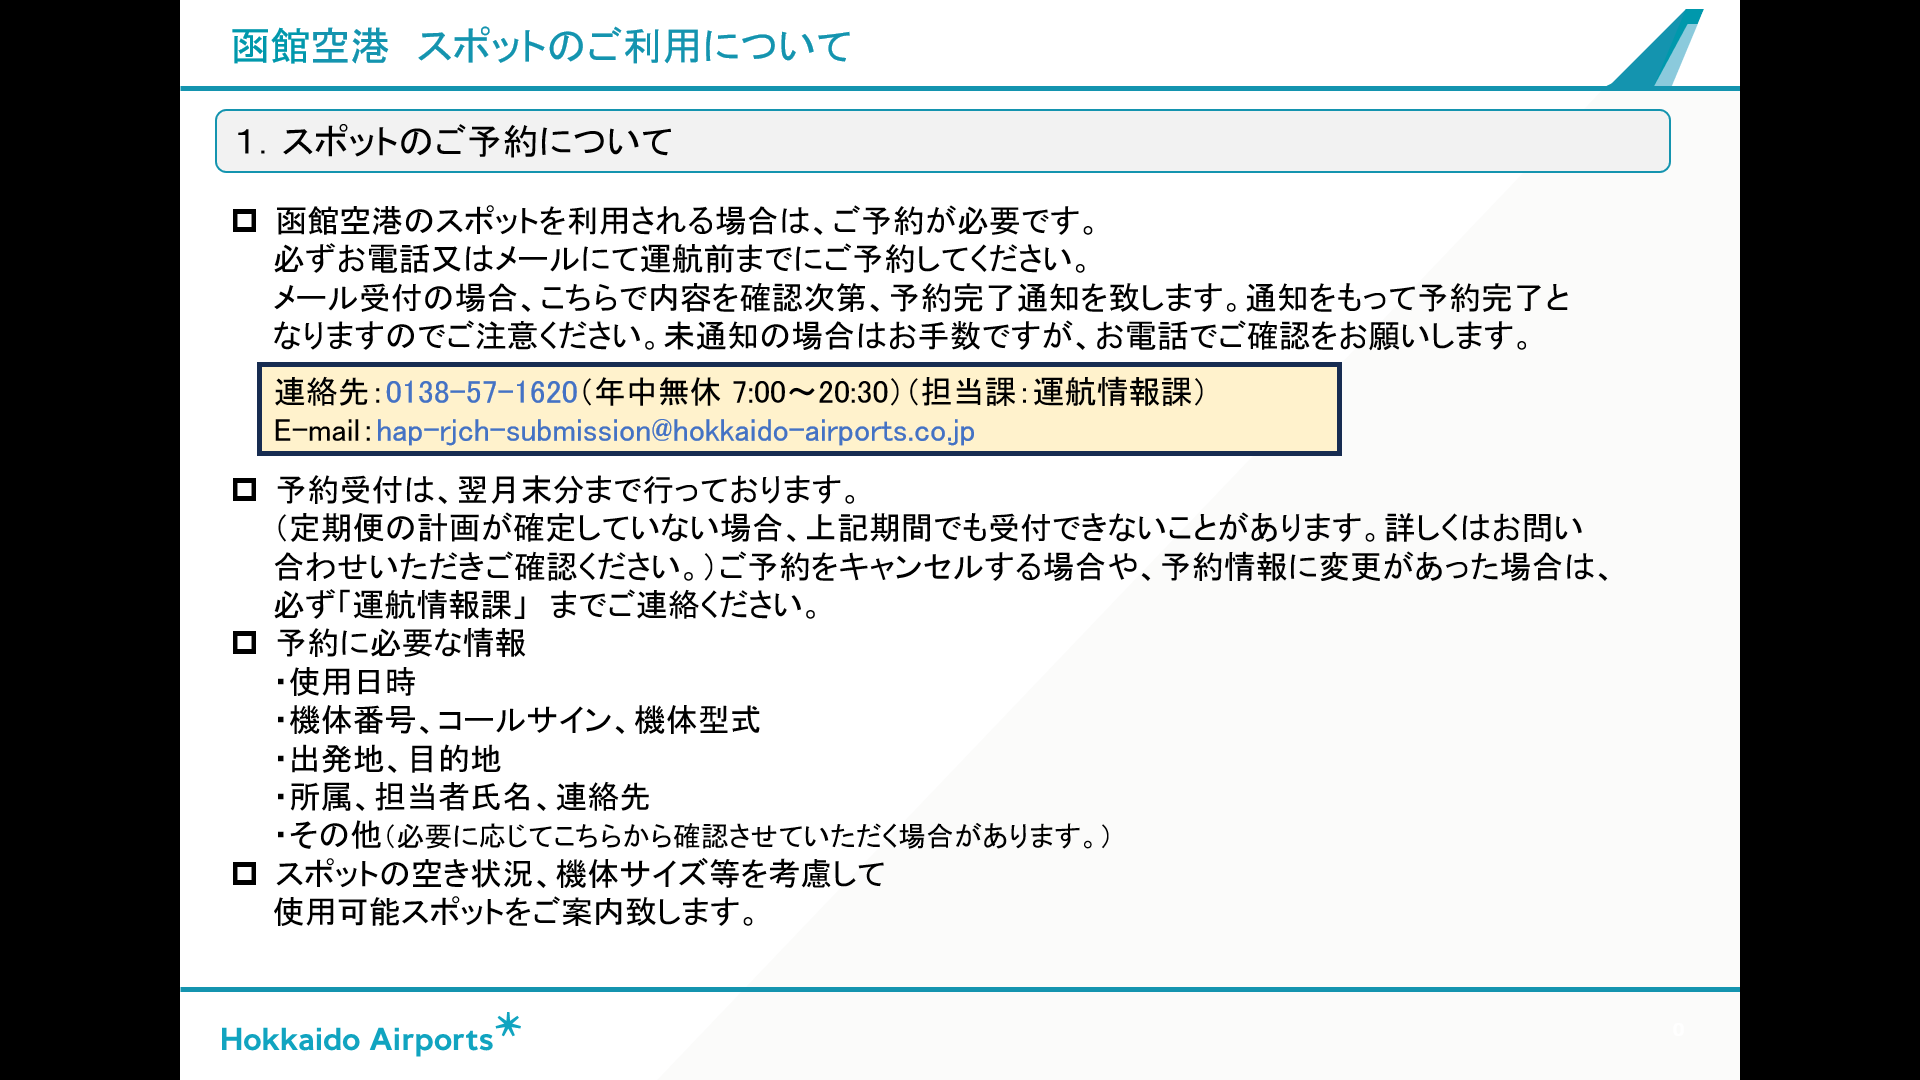 函館空港　スポットのご利用について
１．スポットのご予約について
函館空港のスポットを利用される場合は、ご予約が必要です。
必ずお電話又はメールにて運航前までにご予約してください。
メール受付の場合、こちらで内容を確認次第、予約完了通知を致します。通知をもって予約完了と
なりますのでご注意ください。未通知の場合はお手数ですが、お電話でご確認をお願いします。
連絡先：0138-57-1620（年中無休 7:00～20:30）（担当課：運航情報課）
E-mail：hap-rjch-submission@hokkaido-airports.co.jp
予約受付は、翌月末分まで行っております。
（定期便の計画が確定していない場合、上記期間でも受付できないことがあります。詳しくはお問い
合わせいただきご確認ください。）ご予約をキャンセルする場合や、予約情報に変更があった場合は、
必ず「運航情報課」　までご連絡ください。
予約に必要な情報
・使用日時
・機体番号、コールサイン、機体型式
・出発地、目的地
・所属、担当者氏名、連絡先
・その他（必要に応じてこちらから確認させていただく場合があります。）
スポットの空き状況、機体サイズ等を考慮して
使用可能スポットをご案内致します。
Hokkaido Airports